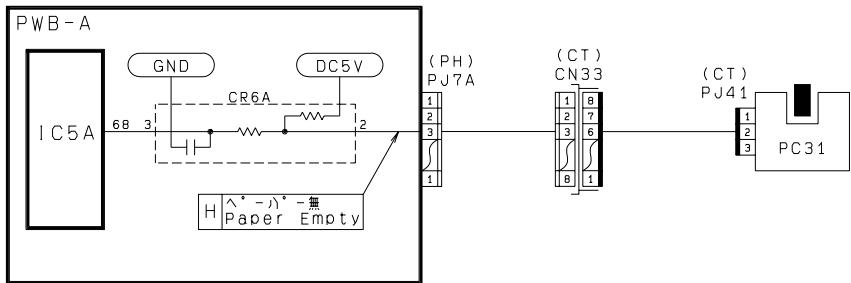 PWB-A
GND
DC5V
(PH)
PJ7A
(CT)
CN33
(CT)
PJ41
CR6A
IC5A
68
3
2
1
2
3
1
1
2
3
8
8
7
6
1
1
2
3
PC31
H
ペーパー無
Paper Empty